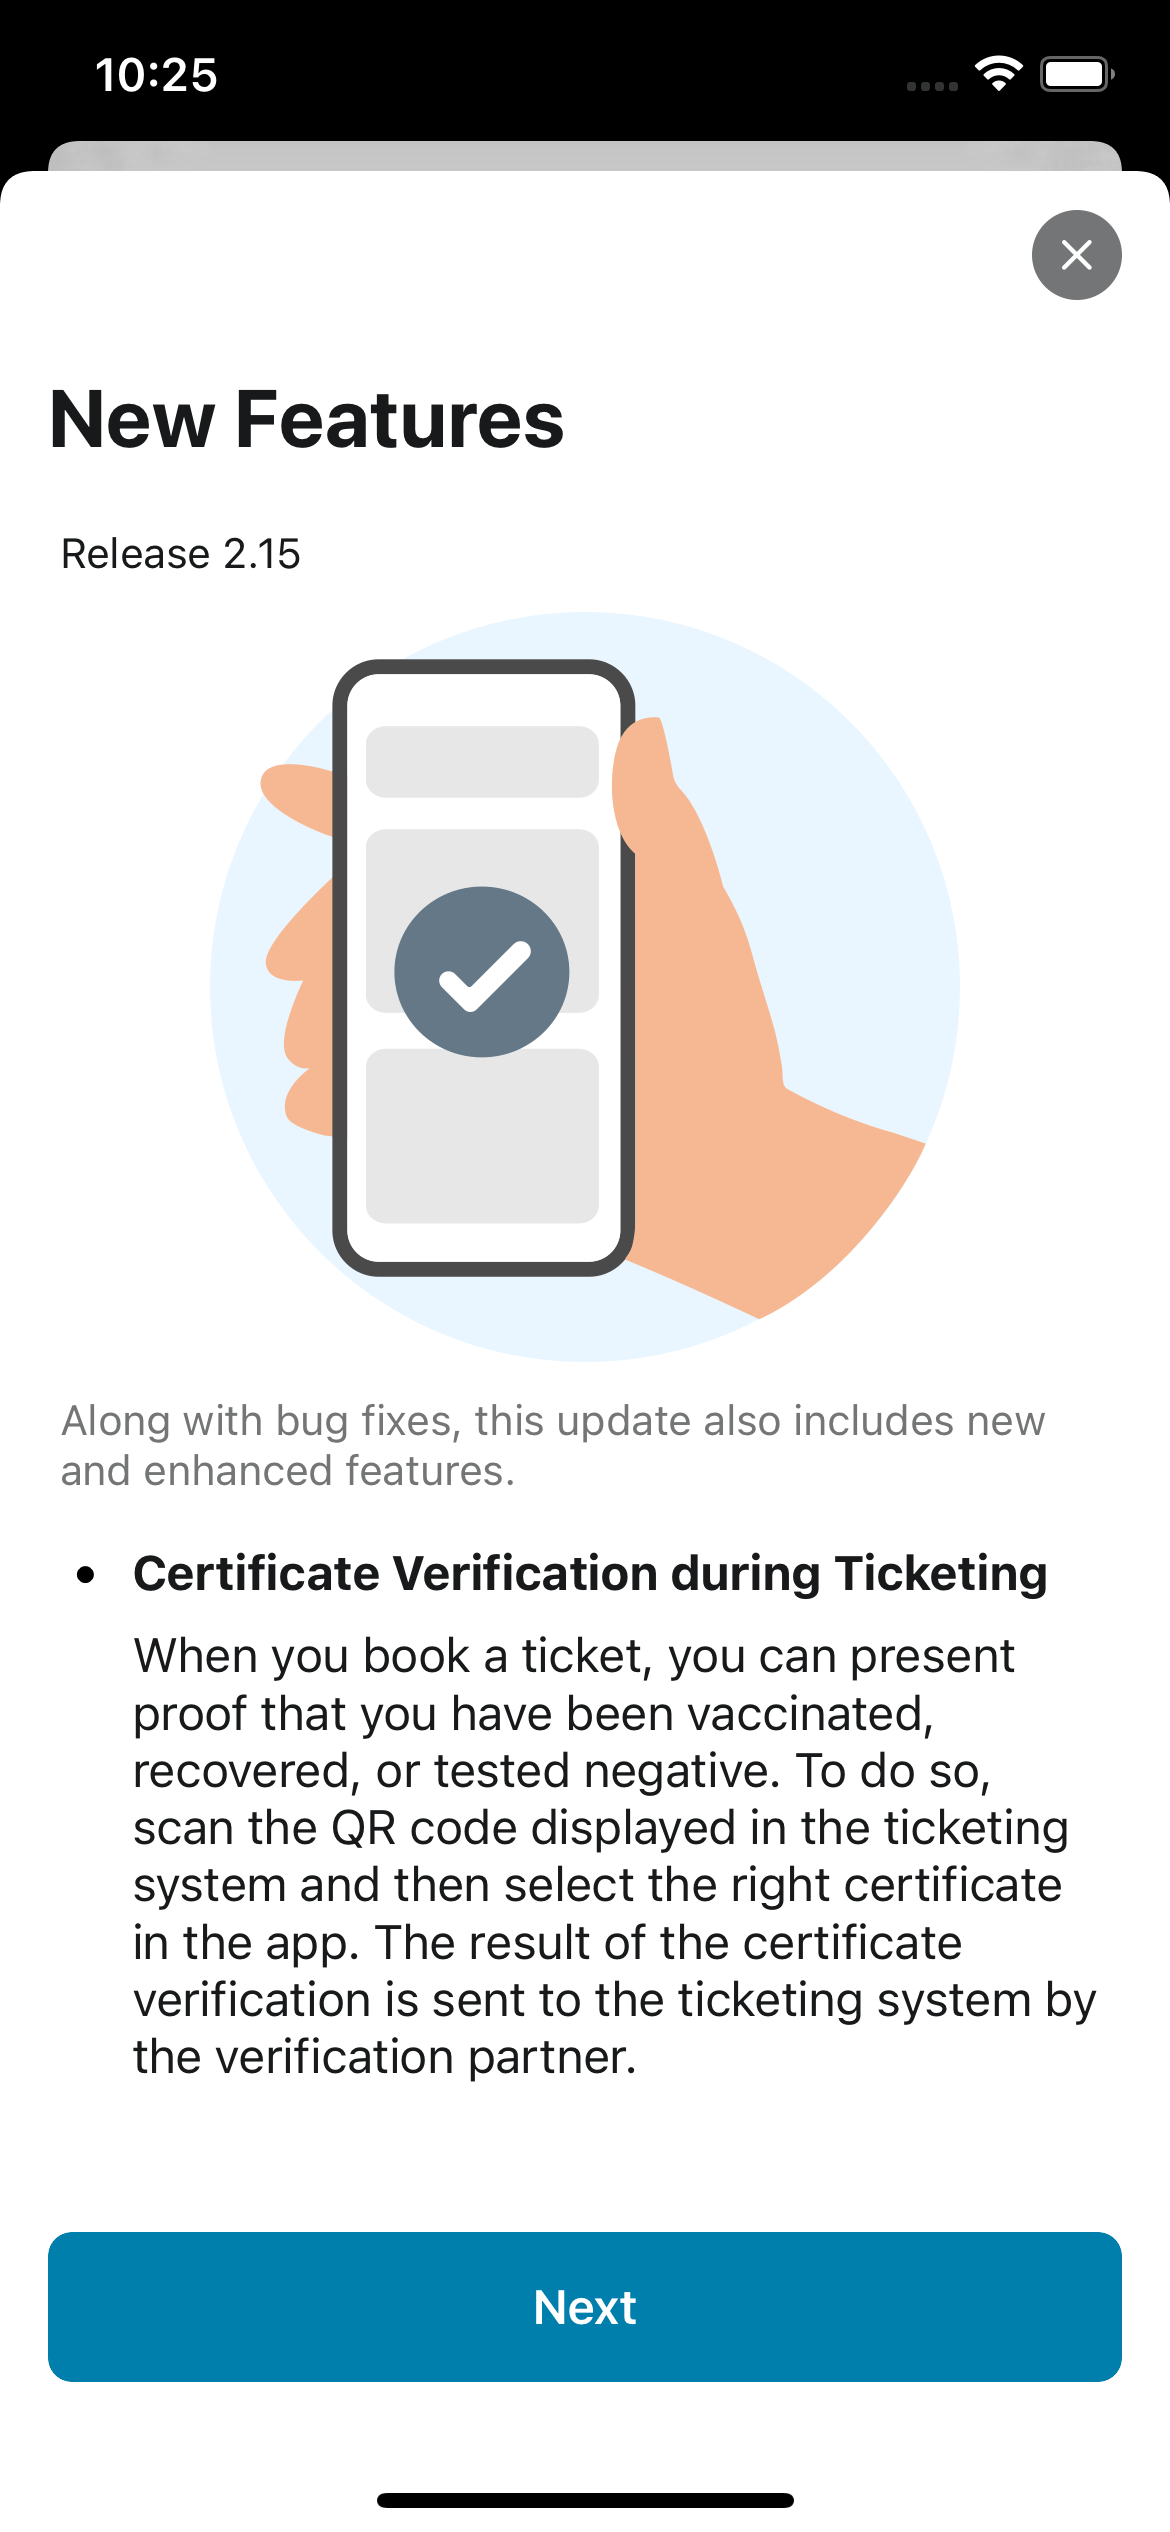 10:25
New Features
Release 2.15
Along with bug fixes, this update also includes new
and enhanced features.
• Certificate Verification during Ticketing
When you book a ticket, you can present
proof that you have been vaccinated,
recovered, or tested negative. To do so,
scan the QR code displayed in the ticketing
system and then select the right certificate
in the app. The result of the certificate
verification is sent to the ticketing system by
the verification partner.
Next